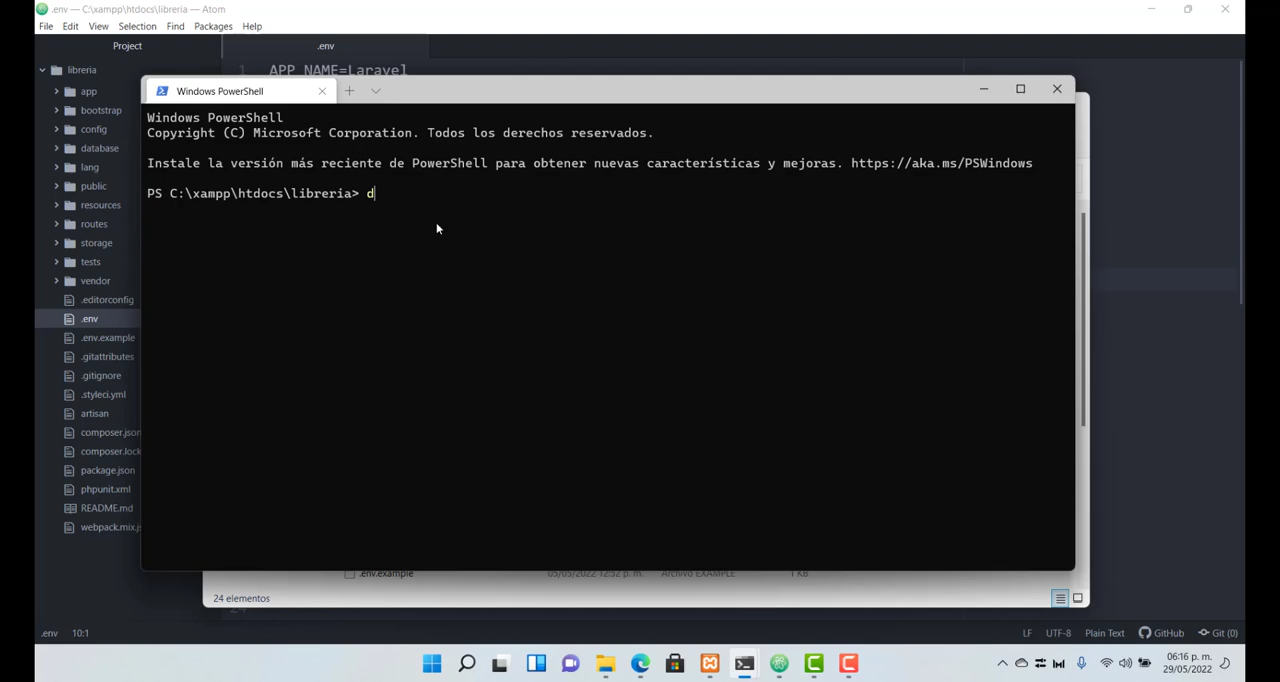 .env — C:\xampp\htdocs\libreria — Atom
File Edit View Selection Find Packages Help
Project
.env
libreria
app
bootstrap
config
database
lang
public
resources
routes
storage
tests
vendor
.editorconfig
.env
.env.example
.gitattributes
.gitignore
.styleci.yml
artisan
composer.json
composer.lock
package.json
phpunit.xml
README.md
webpack.mix.js
1 APP_NAME=Laravel
Windows PowerShell
Windows PowerShell
Copyright (C) Microsoft Corporation. Todos los derechos reservados.
Instale la versión más reciente de PowerShell para obtener nuevas características y mejoras. https://aka.ms/PSWindows
PS C:\xampp\htdocs\libreria> d
.env.example 05/05/2022 12:52 p. m. Archivo EXAMPLE 1 KB
24 elementos
24
.env 10:1 LF UTF-8 Plain Text GitHub Git (0)
06:16 p. m.
29/05/2022